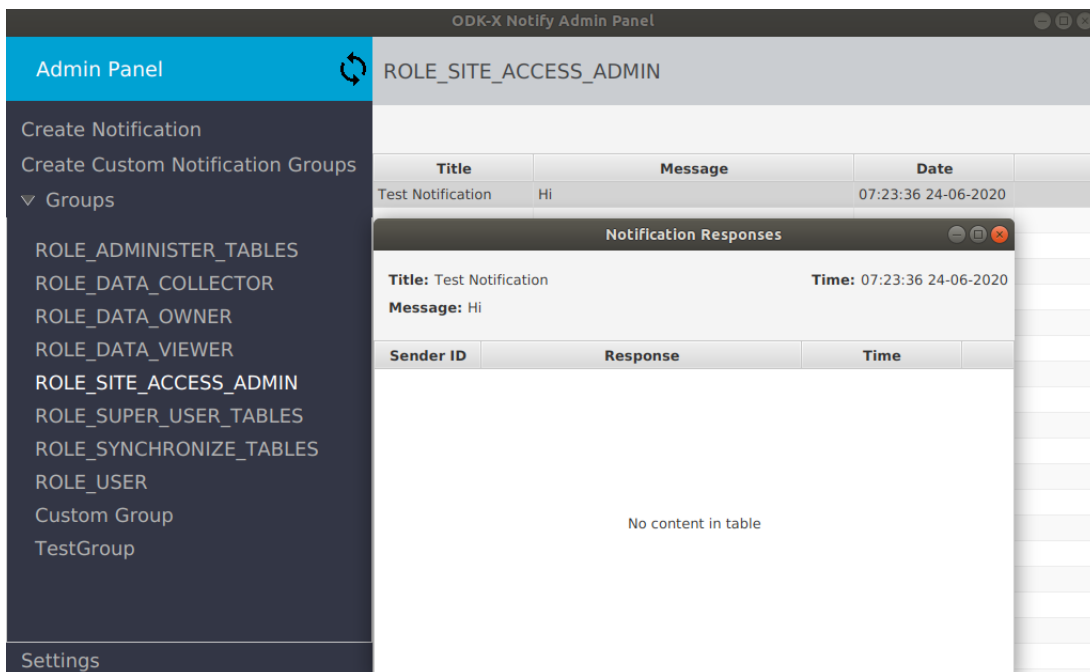 ODK-X Notify Admin Panel
Admin Panel
ROLE_SITE_ACCESS_ADMIN
Create Notification
Create Custom Notification Groups
Groups
ROLE_ADMINISTER_TABLES
ROLE_DATA_COLLECTOR
ROLE_DATA_OWNER
ROLE_DATA_VIEWER
ROLE_SITE_ACCESS_ADMIN
ROLE_SUPER_USER_TABLES
ROLE_SYNCHRONIZE_TABLES
ROLE_USER
Custom Group
TestGroup
Settings
Title Message Date
Test Notification Hi 07:23:36 24-06-2020
Notification Responses
Title: Test Notification Time: 07:23:36 24-06-2020
Message: Hi
Sender ID Response Time
No content in table